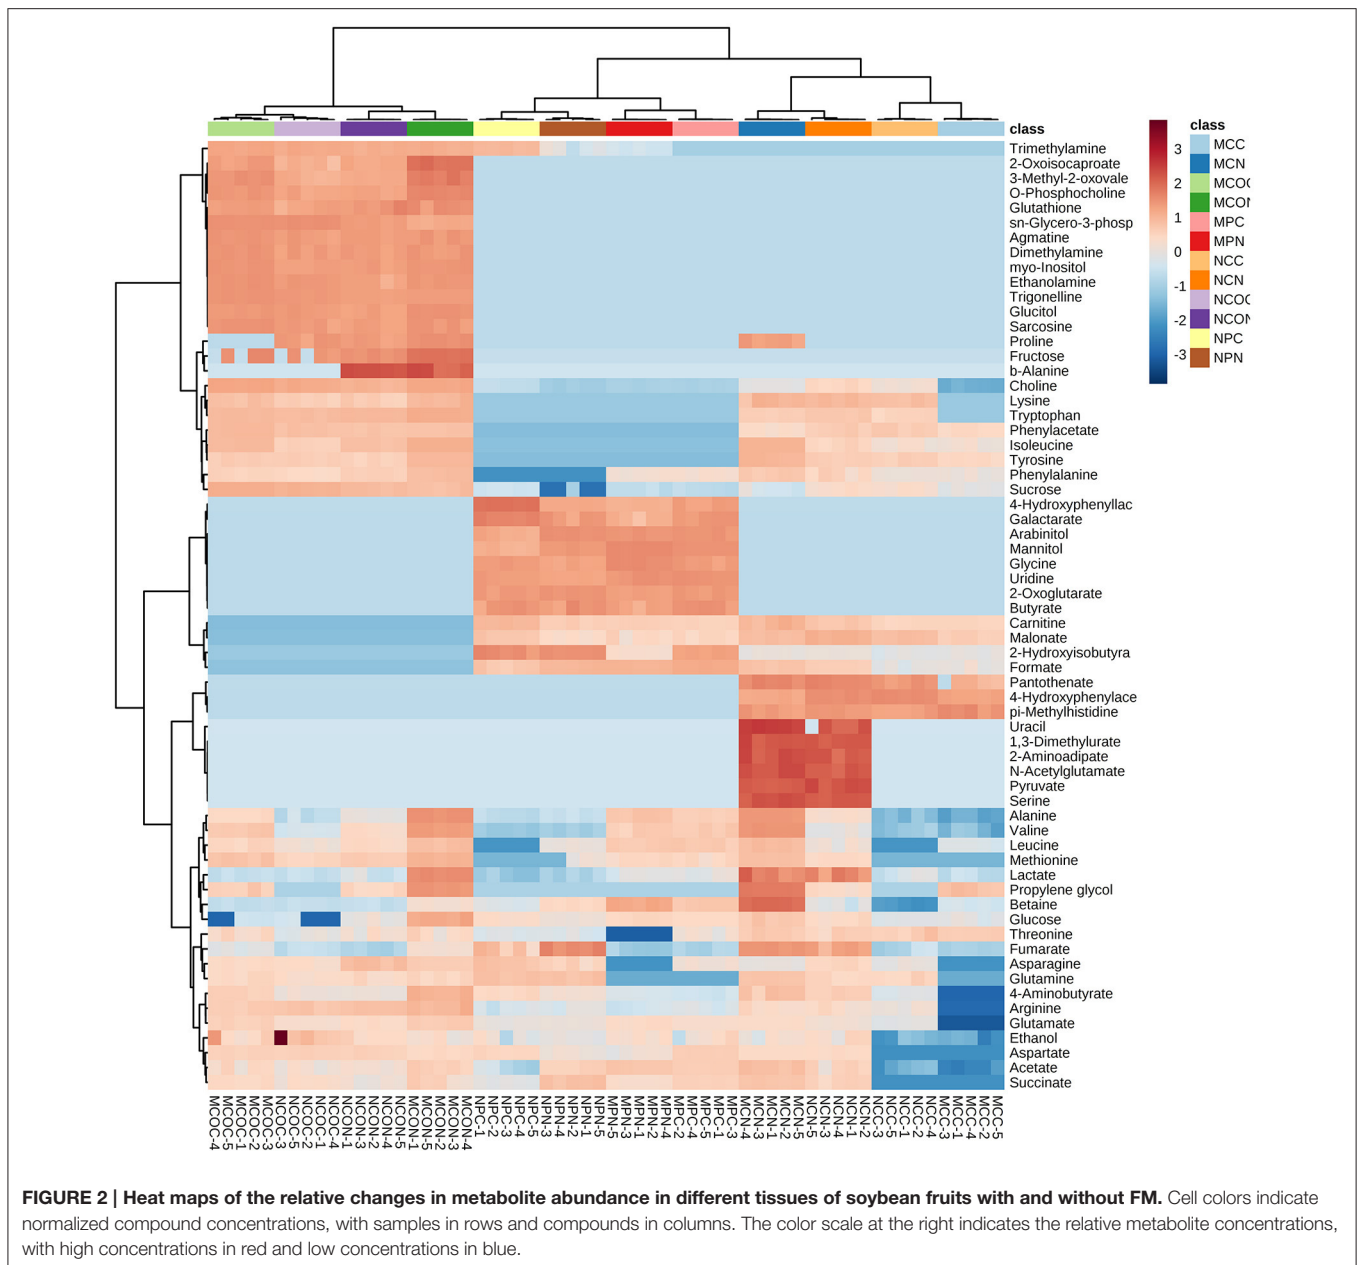 class
Trimethylamine
2-Oxoisocaproate
3-Methyl-2-oxovale
O-Phosphocholine
Glutathione
sn-Glycero-3-phosp
Agmatine
Dimethylamine
myo-Inositol
Ethanolamine
Trigonelline
Glucitol
Sarcosine
Proline
Fructose
b-Alanine
Choline
Lysine
Tryptophan
Phenylacetate
Isoleucine
Tyrosine
Phenylalanine
Sucrose
4-Hydroxyphenyllac
Galactarate
Arabinitol
Mannitol
Glycine
Uridine
2-Oxoglutarate
Butyrate
Carnitine
Malonate
2-Hydroxyisobutyra
Formate
Pantothenate
4-Hydroxyphenylace
pi-Methylhistidine
Uracil
1,3-Dimethylurate
2-Aminoadipate
N-Acetylglutamate
Pyruvate
Serine
Alanine
Valine
Leucine
Methionine
Lactate
Propylene glycol
Betaine
Glucose
Threonine
Fumarate
Asparagine
Glutamine
4-Aminobutyrate
Arginine
Glutamate
Ethanol
Aspartate
Acetate
Succinate
3
2
1
0
-1
-2
-3
class
MCC
MCN
MCOC
MCON
MPC
MPN
NCC
NCN
NCOC
NCON
NPC
NPN
MCOC-4
MCOC-5
MCOC-1
MCOC-2
MCOC-3
NCOC-3
NCOC-5
NCOC-2
NCOC-1
NCOC-4
NCON-1
NCON-3
NCON-4
NCON-2
NCON-5
MCON-1
MCON-5
MCON-2
MCON-3
MCON-4
NPC-1
NPC-2
NPC-3
NPC-4
NPC-5
NPN-3
NPN-4
NPN-2
NPN-1
NPN-5
MPN-5
MPN-3
MPN-1
MPN-2
MPN-4
MPC-2
MPC-4
MPC-5
MPC-1
MPC-3
MCN-4
MCN-3
MCN-1
MCN-2
MCN-5
NCN-5
NCN-3
NCN-4
NCN-1
NCN-2
NCC-3
NCC-5
NCC-1
NCC-2
NCC-4
MCC-3
MCC-1
MCC-4
MCC-2
MCC-5
FIGURE 2 | Heat maps of the relative changes in metabolite abundance in different tissues of soybean fruits with and without FM. Cell colors indicate
normalized compound concentrations, with samples in rows and compounds in columns. The color scale at the right indicates the relative metabolite concentrations,
with high concentrations in red and low concentrations in blue.